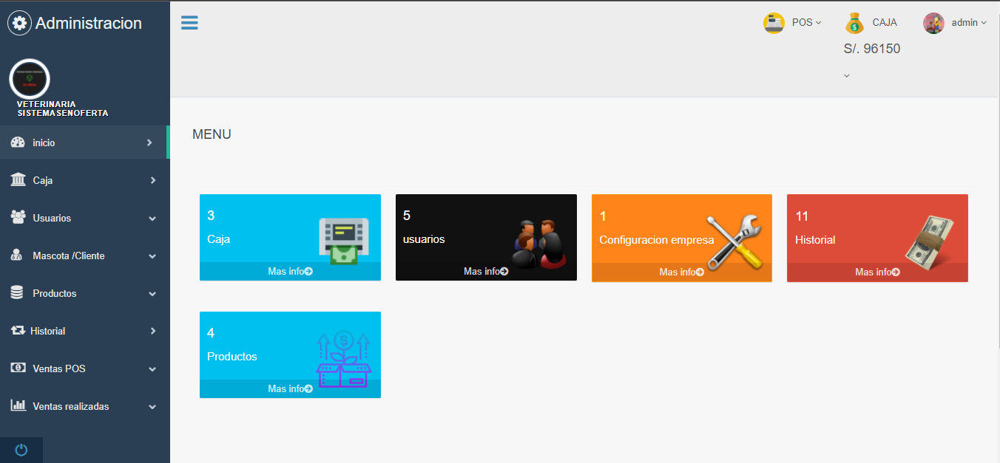 Administracion
VETERINARIA
SISTEMASENOFERTA
inicio
Caja
Usuarios
Mascota /Cliente
Productos
Historial
Ventas POS
Ventas realizadas
POS
CAJA
S/. 96150
admin
MENU
3
Caja
Mas info
5
usuarios
Mas info
1
Configuracion empresa
Mas info
11
Historial
Mas info
4
Productos
Mas info